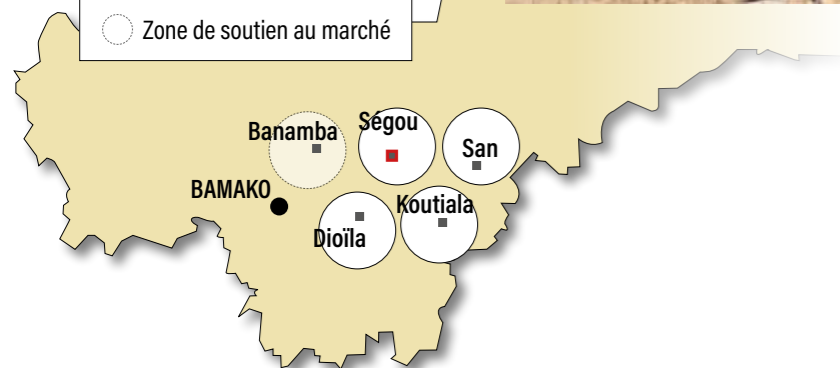 Zone de soutien au marché
Banamba
Ségou
San
BAMAKO
Koutiala
Dioïla